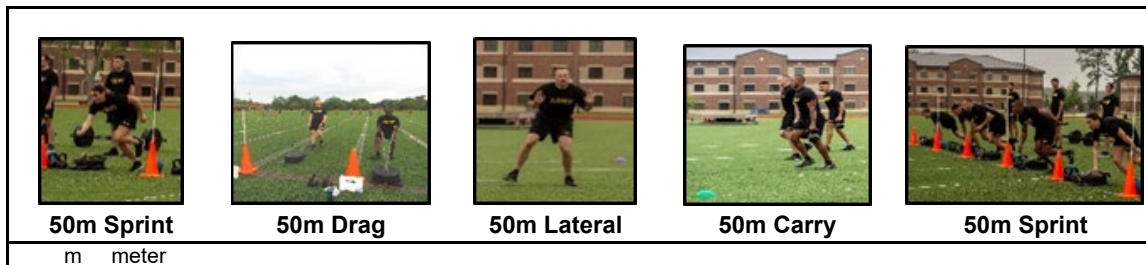 50m Sprint
50m Drag
50m Lateral
50m Carry
50m Sprint
m meter